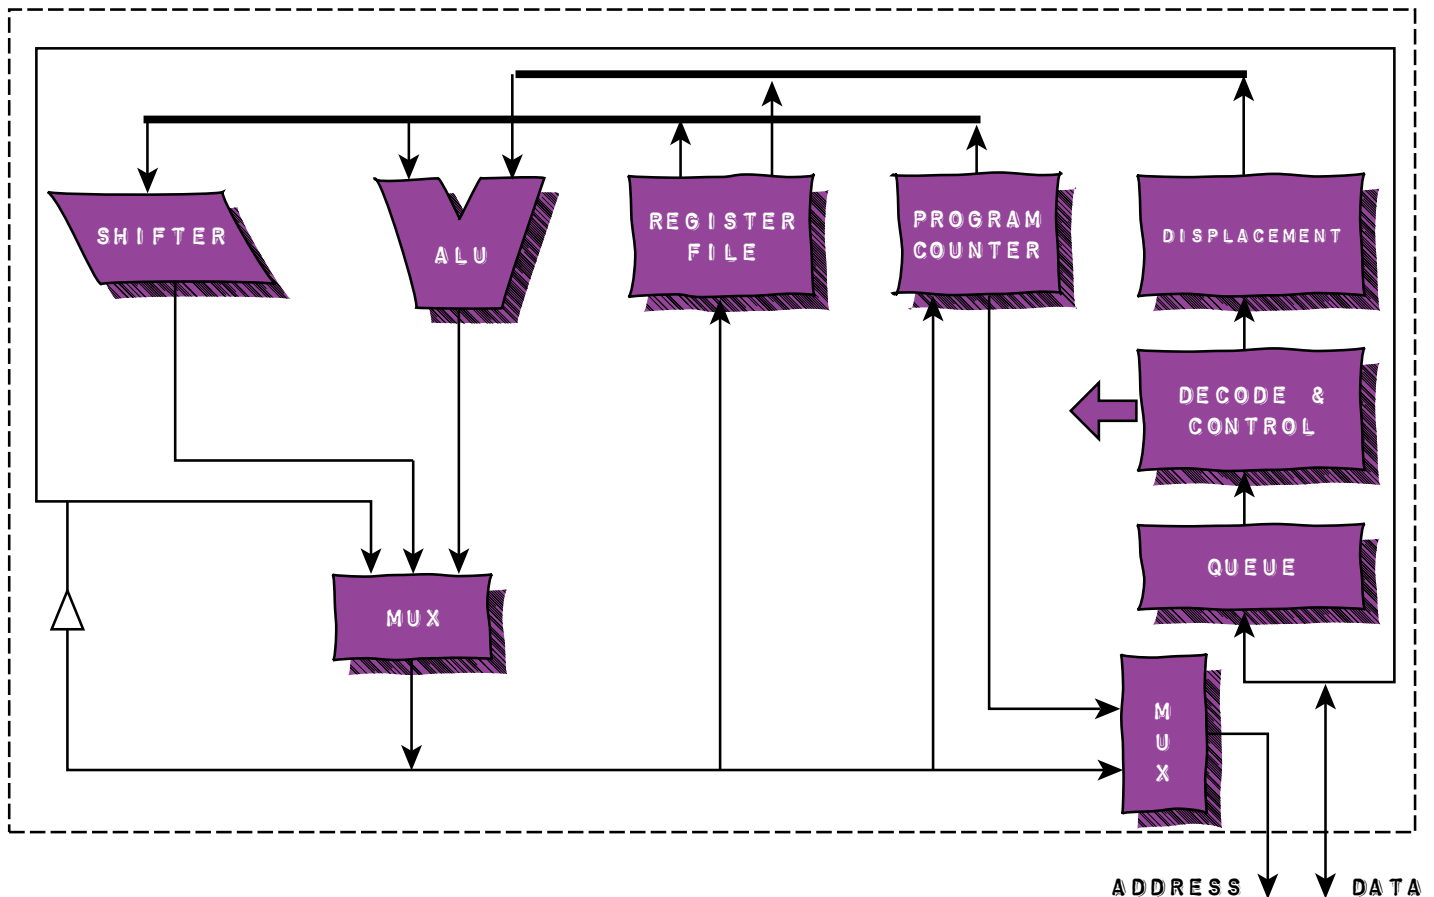 SHIFTER
ALU
REGISTER
FILE
PROGRAM
COUNTER
DISPLACEMENT
DECODE &
CONTROL
QUEUE
MUX
M
U
X
ADDRESS
DATA